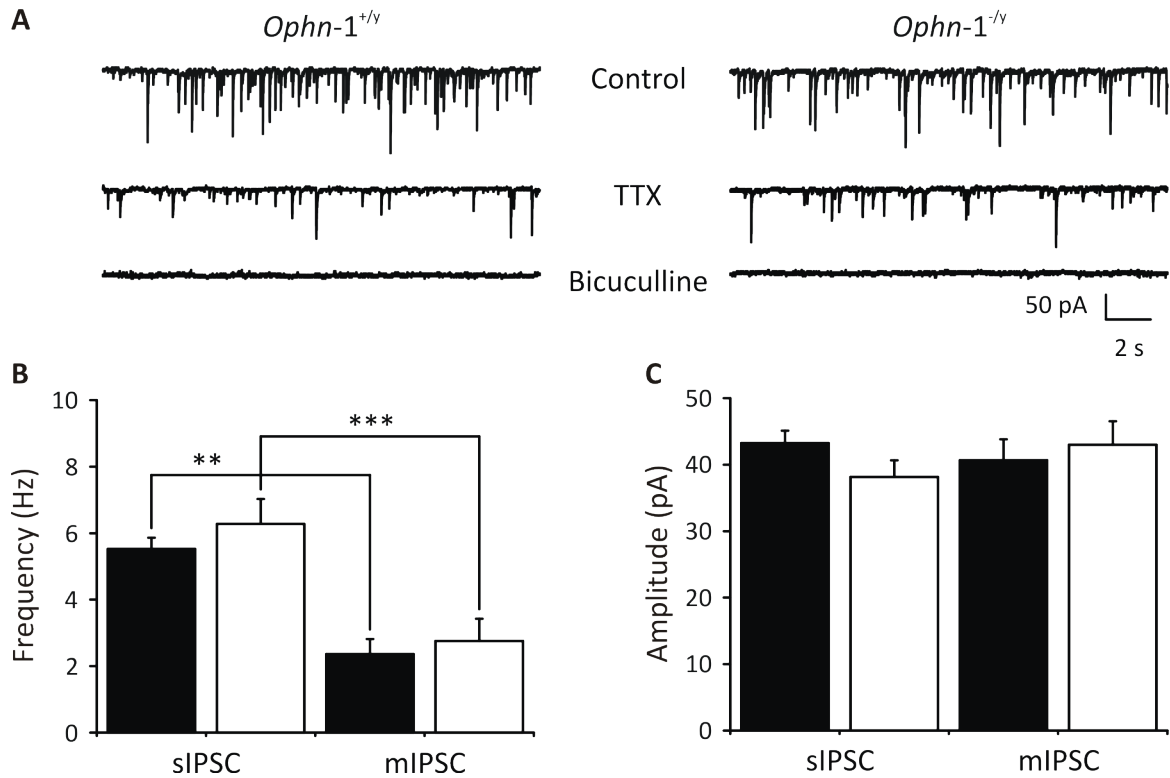 A
Ophn-1+/y
Ophn-1-/y
Control
TTX
Bicuculline
50 pA
2 s
B
Frequency (Hz)
10
8
6
4
2
0
**
***
sIPSC
mIPSC
C
Amplitude (pA)
50
40
30
20
10
0
sIPSC
mIPSC